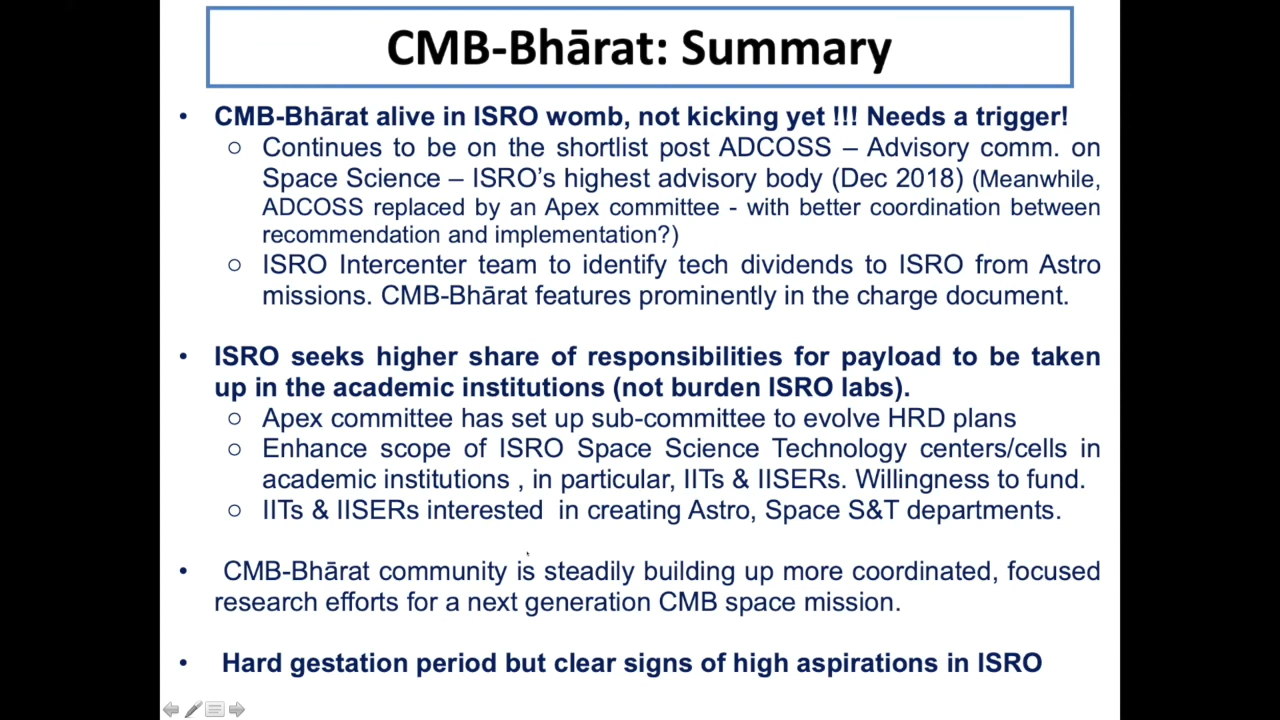 CMB-Bhārat: Summary
• CMB-Bhārat alive in ISRO womb, not kicking yet !!! Needs a trigger!
○ Continues to be on the shortlist post ADCOSS – Advisory comm. on
Space Science – ISRO's highest advisory body (Dec 2018) (Meanwhile,
ADCOSS replaced by an Apex committee - with better coordination between
recommendation and implementation?)
○ ISRO Intercenter team to identify tech dividends to ISRO from Astro
missions. CMB-Bhārat features prominently in the charge document.
• ISRO seeks higher share of responsibilities for payload to be taken
up in the academic institutions (not burden ISRO labs).
○ Apex committee has set up sub-committee to evolve HRD plans
○ Enhance scope of ISRO Space Science Technology centers/cells in
academic institutions , in particular, IITs & IISERs. Willingness to fund.
○ IITs & IISERs interested in creating Astro, Space S&T departments.
• CMB-Bhārat community is steadily building up more coordinated, focused
research efforts for a next generation CMB space mission.
• Hard gestation period but clear signs of high aspirations in ISRO